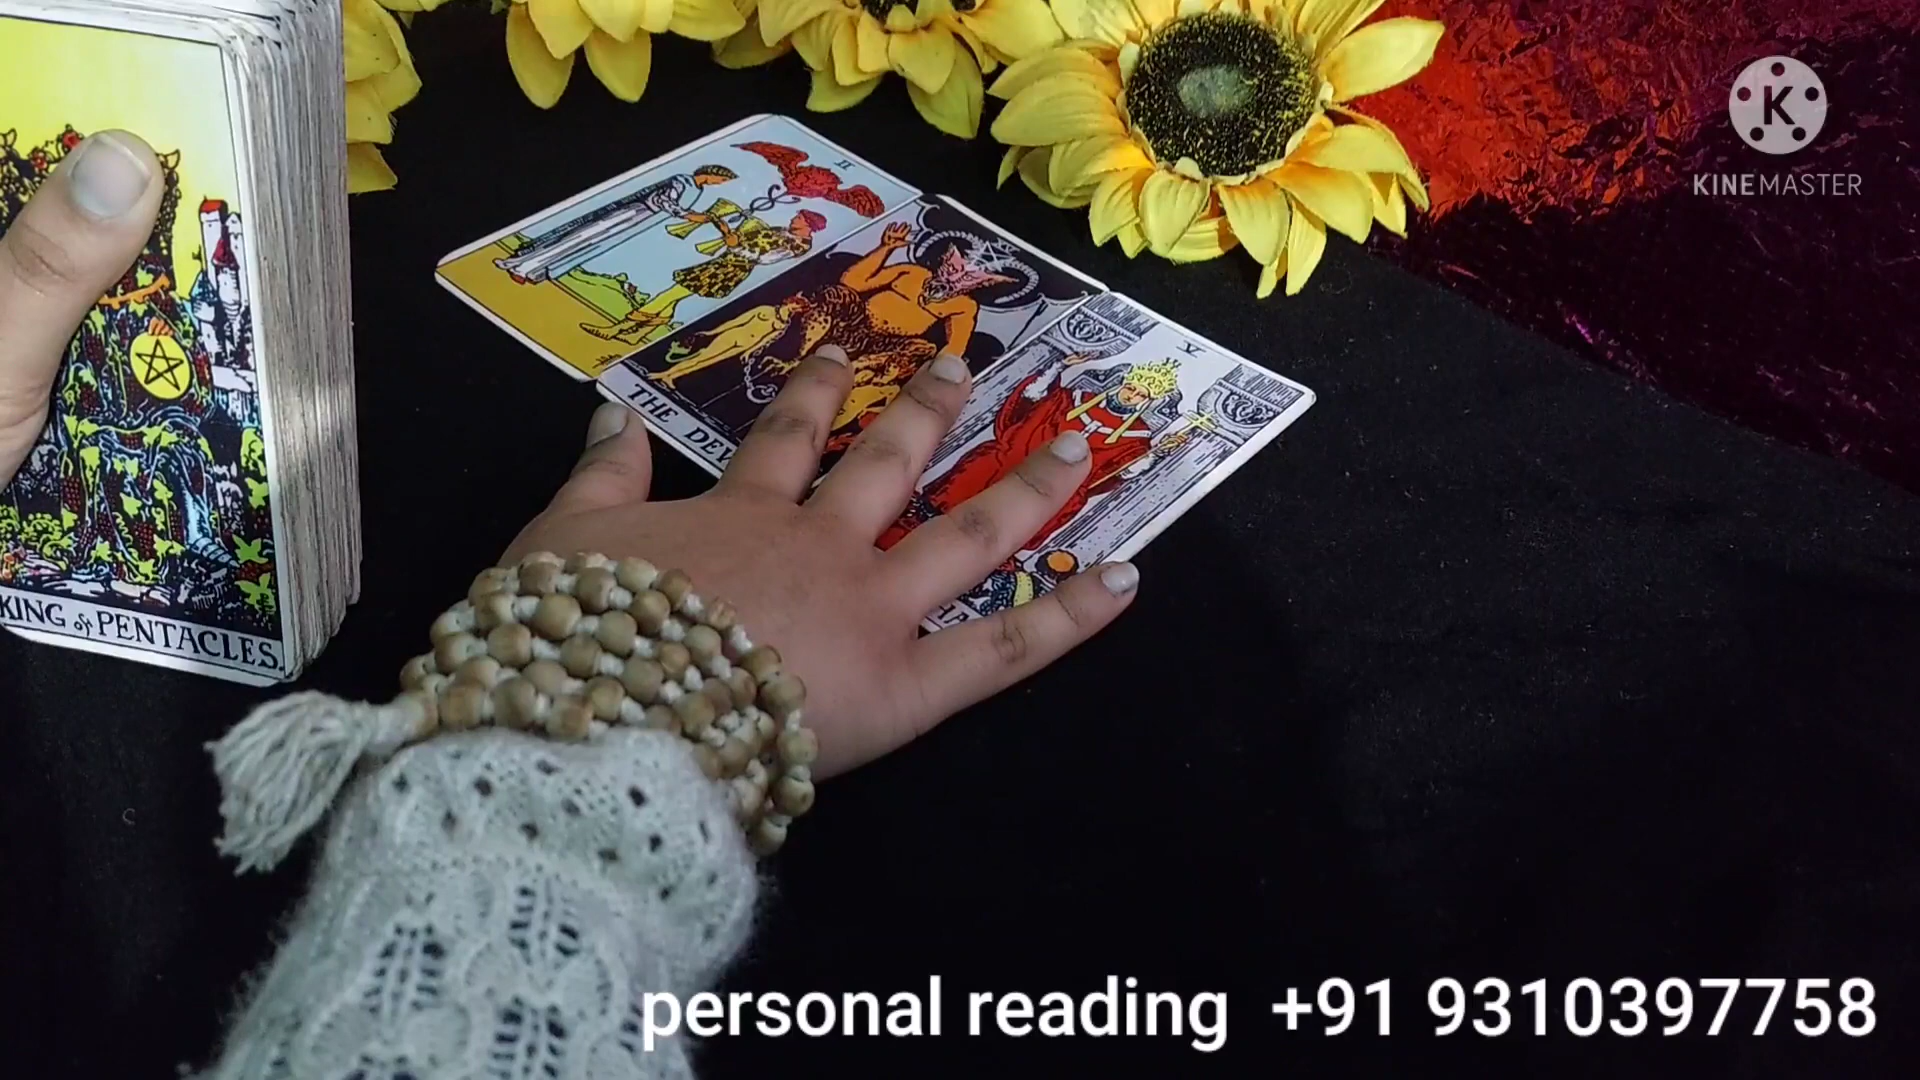 K
KINEMASTER
II
V
THE DEV
KING of PENTACLES.
personal reading +91 9310397758